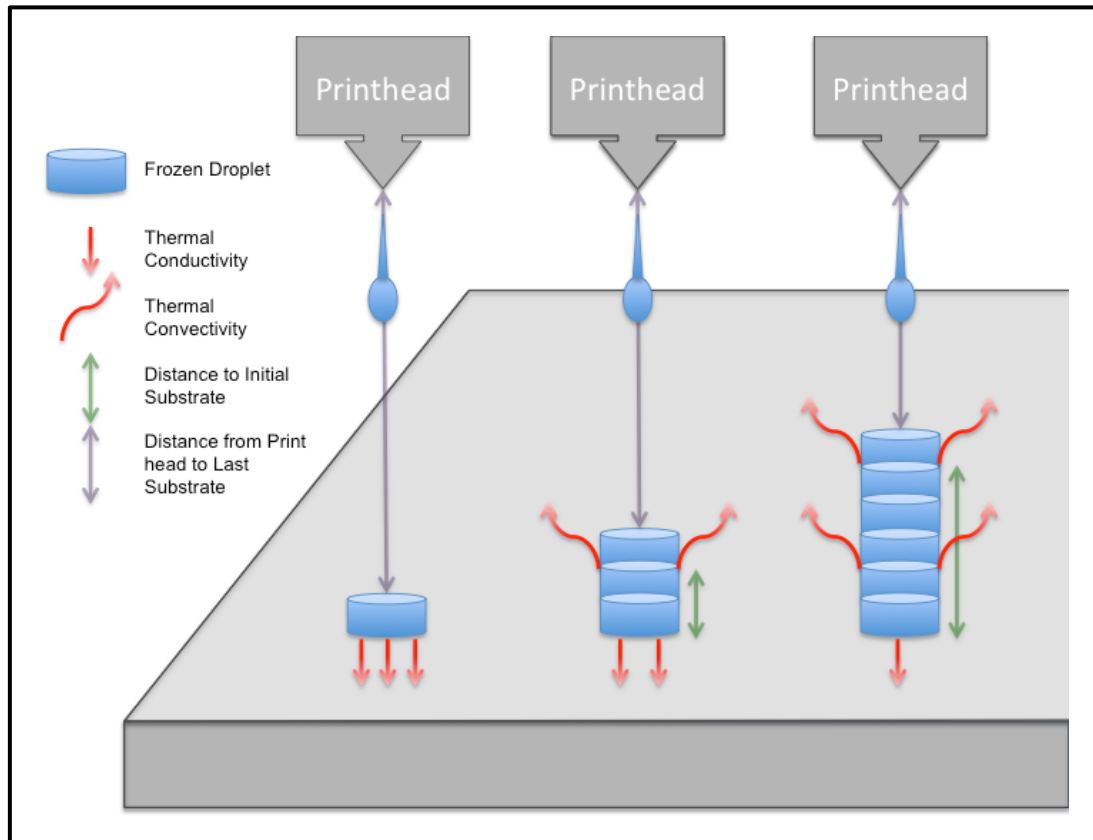 Printhead
Printhead
Printhead
Frozen Droplet
Thermal
Conductivity
Thermal
Convectivity
Distance to Initial
Substrate
Distance from Print
head to Last
Substrate